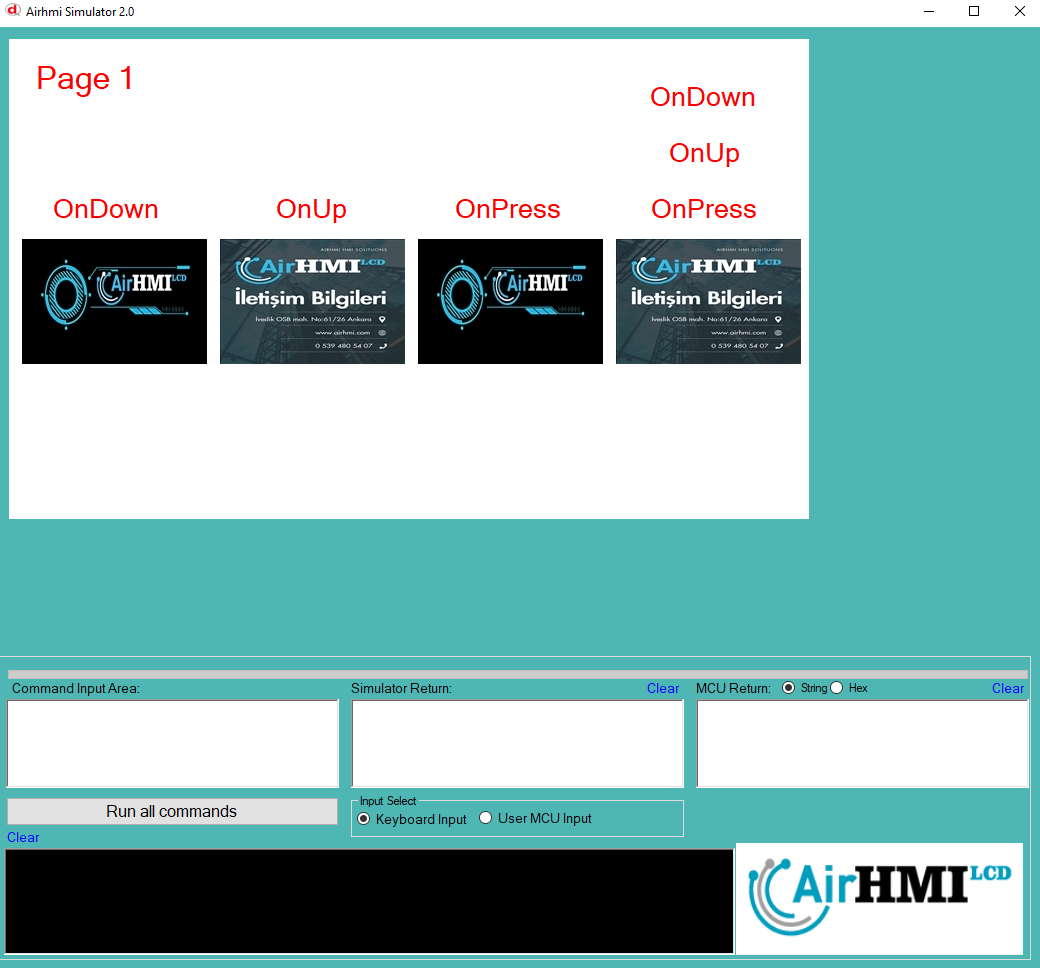 Airhmi Simulator 2.0
Page 1
OnDown
OnUp
OnDown
OnUp
OnPress
OnPress
AirHMI LCD
AIRHMI HMI SOLITUONS
AirHMI LCD
İletişim Bilgileri
İvedik OSB mah. No:61/26 Ankara
www.airhmi.com
0 539 480 54 07
AirHMI LCD
AIRHMI HMI SOLITUONS
AirHMI LCD
İletişim Bilgileri
İvedik OSB mah. No:61/26 Ankara
www.airhmi.com
0 539 480 54 07
Command Input Area:
Simulator Return:
Clear
MCU Return:
String
Hex
Clear
Run all commands
Input Select
Keyboard Input
User MCU Input
Clear
AirHMI LCD